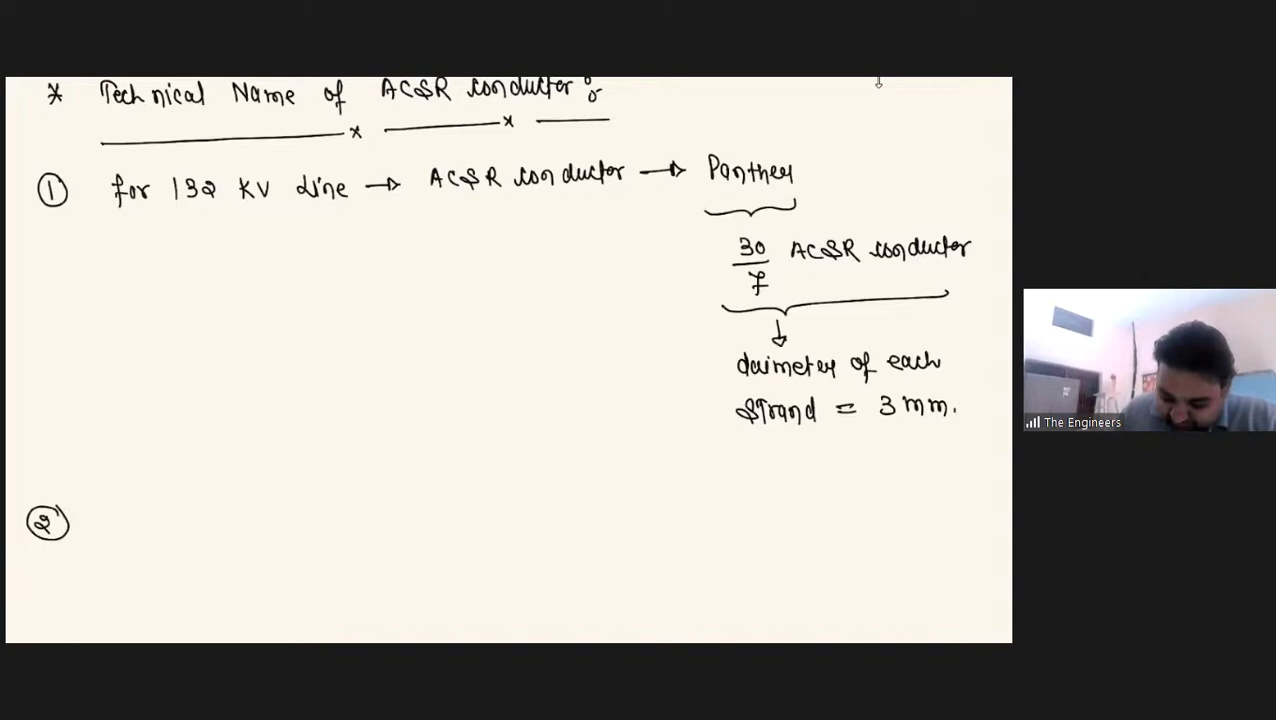 * Technical Name of ACSR conductor :
① for 132 KV Line → ACSR conductor → Panther
30/7 ACSR conductor
daimeter of each
strand = 3 mm.
②
The Engineers